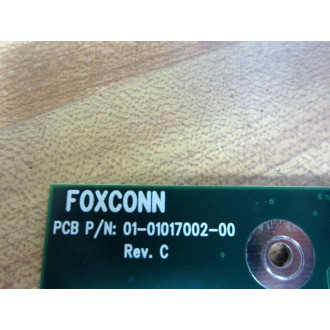 FOXCONN
PCB P/N: 01-01017002-00
Rev. C